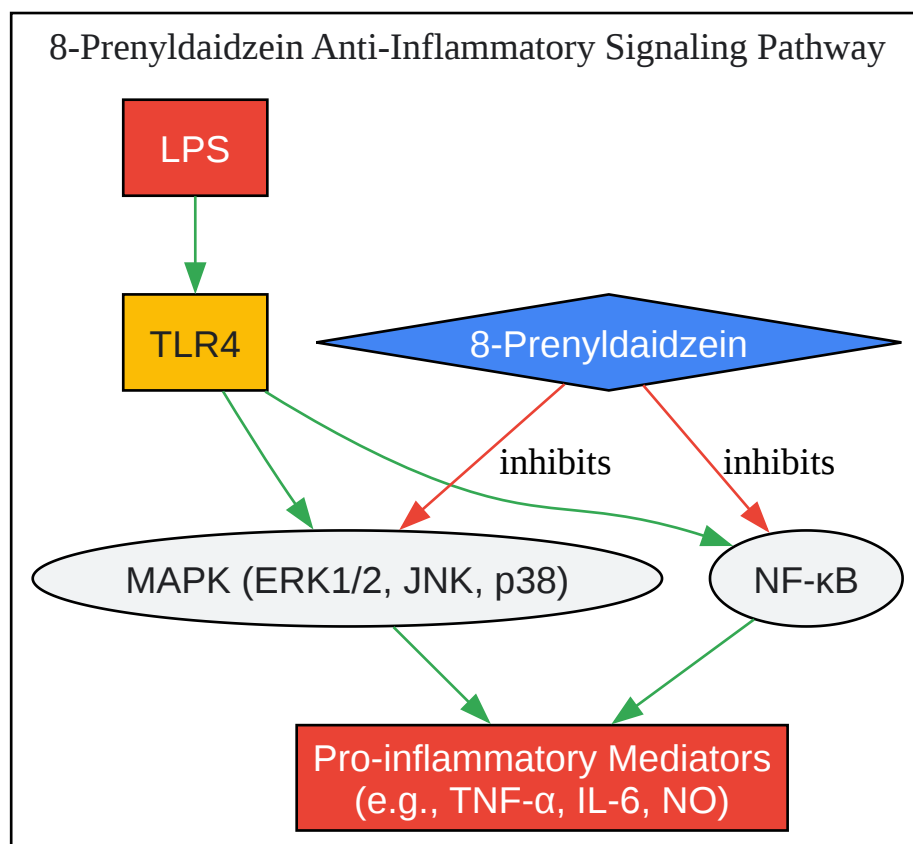 8-Prenyldaidzein Anti-Inflammatory Signaling Pathway
LPS
TLR4
8-Prenyldaidzein
inhibits
inhibits
MAPK (ERK1/2, JNK, p38)
NF-κB
Pro-inflammatory Mediators
(e.g., TNF-α, IL-6, NO)